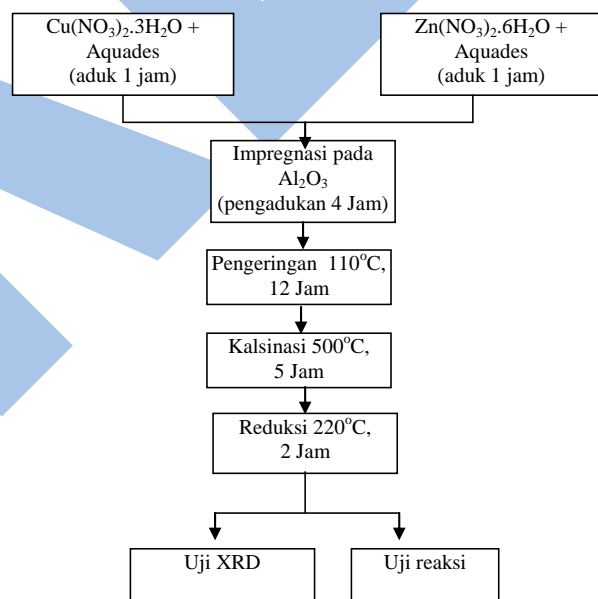 Cu(NO₃)₂.3H₂O +
Aquades
(aduk 1 jam)
Zn(NO₃)₂.6H₂O +
Aquades
(aduk 1 jam)
Impregnasi pada
Al₂O₃
(pengadukan 4 Jam)
Pengeringan 110°C,
12 Jam
Kalsinasi 500°C,
5 Jam
Reduksi 220°C,
2 Jam
Uji XRD
Uji reaksi